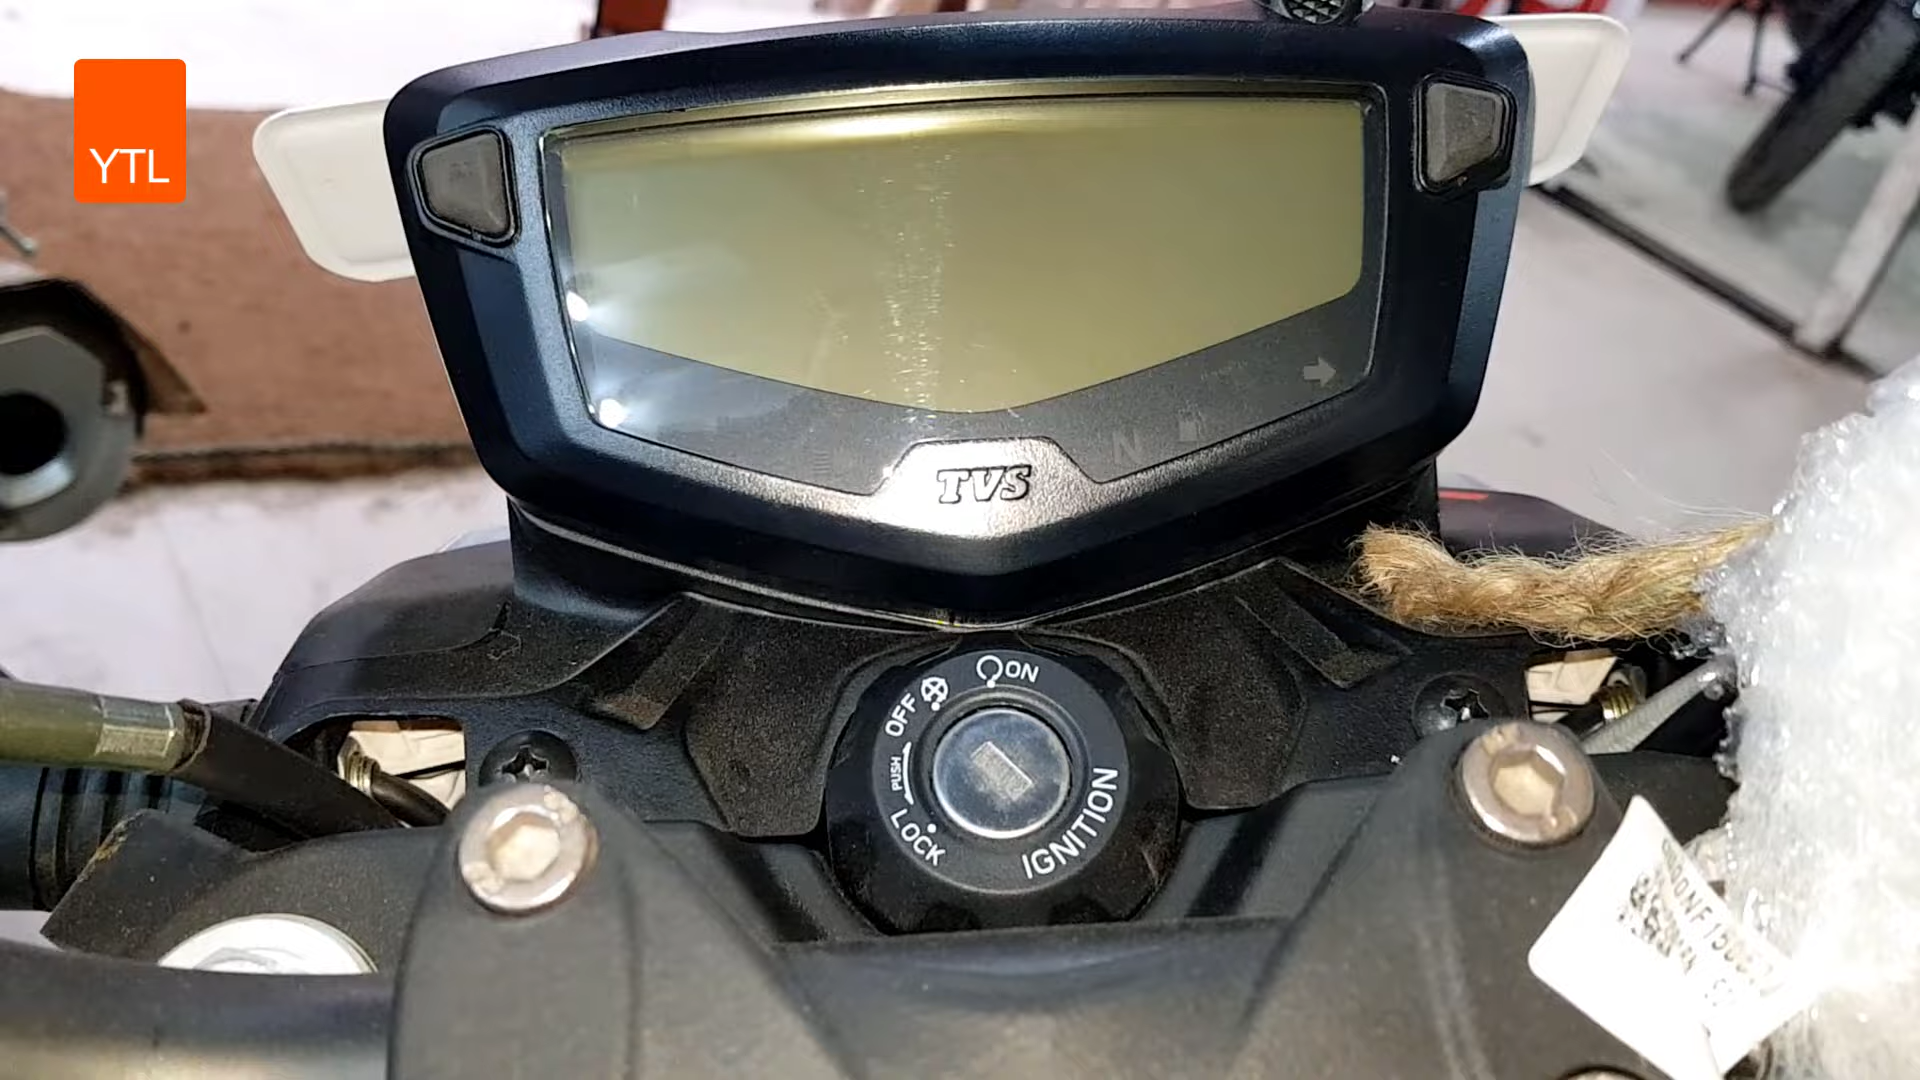 YTL
TVS
N
ON
OFF
PUSH
LOCK
IGNITION